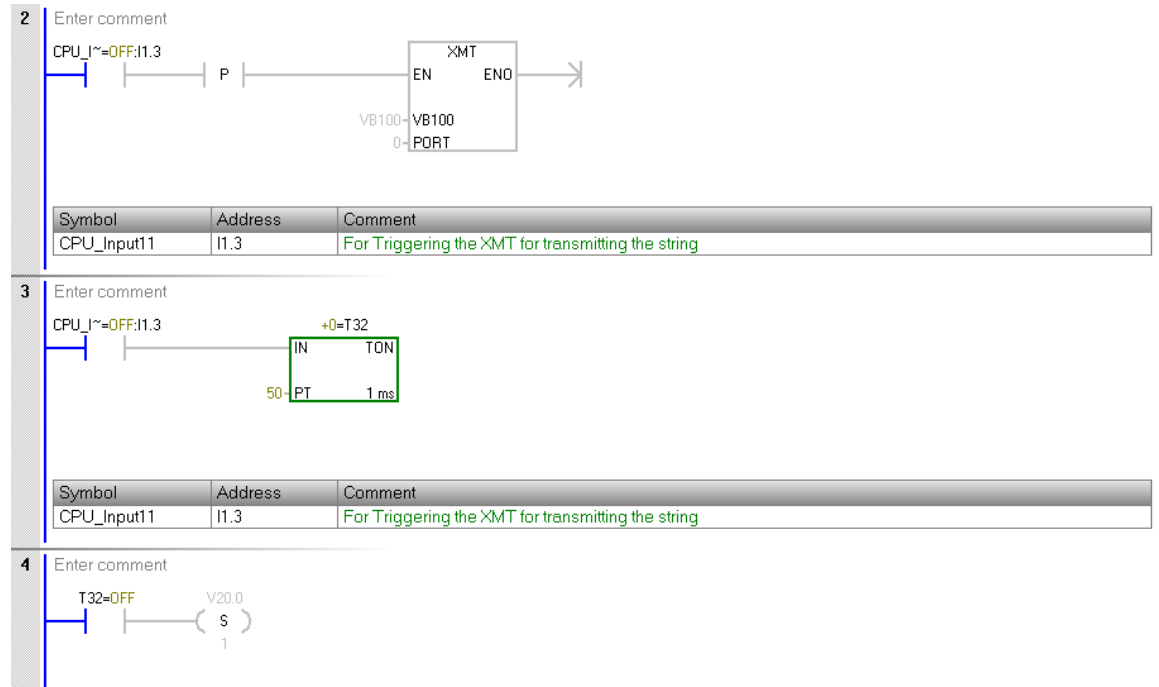 2 Enter comment
CPU_I~=OFF:I1.3
P
XMT
EN ENO
VB100 VB100
0 PORT
Symbol Address Comment
CPU_Input11 I1.3 For Triggering the XMT for transmitting the string
3 Enter comment
CPU_I~=OFF:I1.3 +0=T32
IN TON
50 PT 1 ms
Symbol Address Comment
CPU_Input11 I1.3 For Triggering the XMT for transmitting the string
4 Enter comment
T32=OFF V20.0
S
1